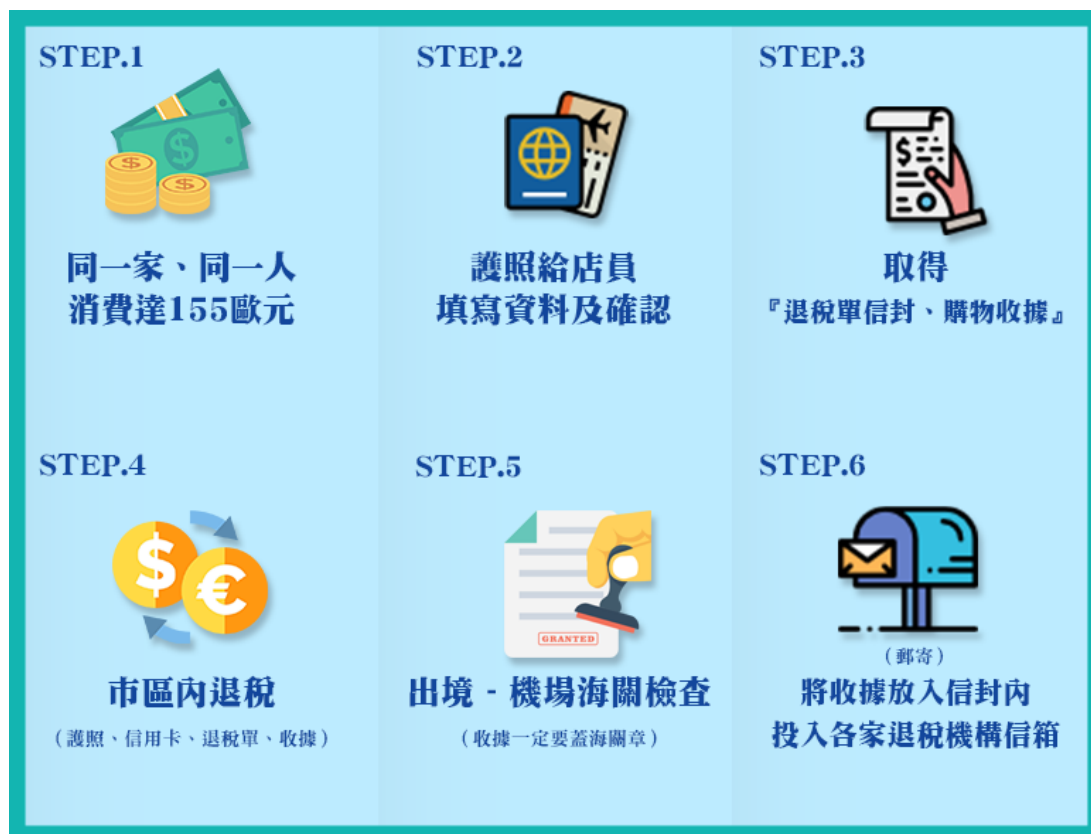 STEP.1
同一家、同一人
消費達155歐元
STEP.2
護照給店員
填寫資料及確認
STEP.3
取得
『退稅單信封、購物收據』
STEP.4
市區內退稅
（護照、信用卡、退稅單、收據）
STEP.5
GRANTED
出境 - 機場海關檢查
（收據一定要蓋海關章）
STEP.6
（郵寄）
將收據放入信封內
投入各家退稅機構信箱